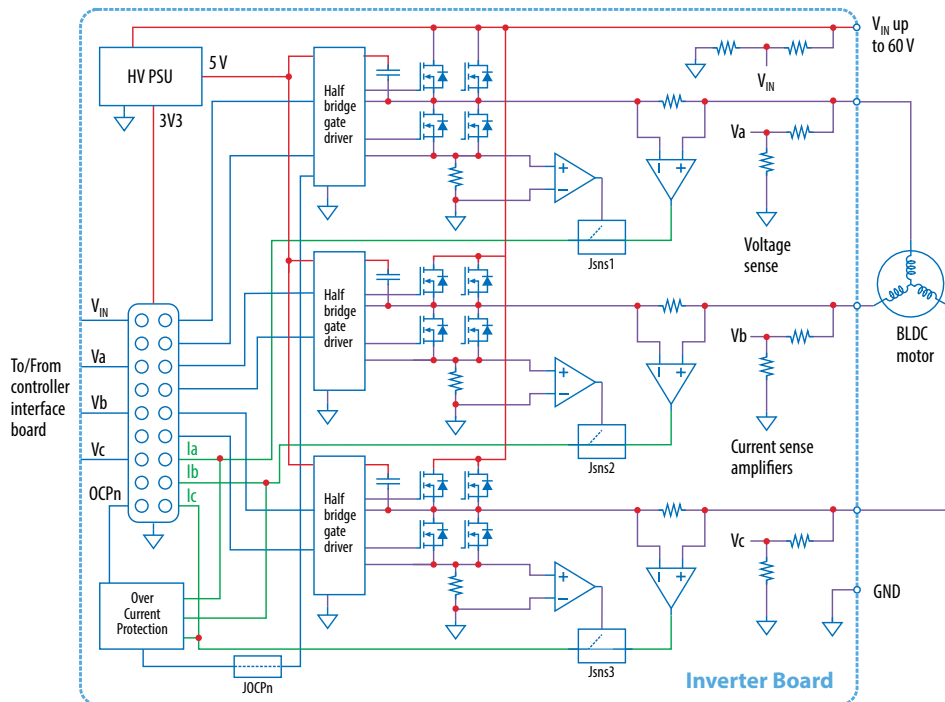 V_IN up
to 60 V
HV PSU
5 V
3V3
Half
bridge
gate
driver
V_IN
Va
+
−
−
+
Voltage
sense
Jsns1
Half
bridge
gate
driver
V_IN
Va
Vb
Vc
OCPn
To/From
controller
interface
board
Ia
Ib
Ic
Vb
+
−
−
+
BLDC
motor
Current sense
amplifiers
Jsns2
Half
bridge
gate
driver
Vc
+
−
−
+
GND
Over
Current
Protection
JOCPn
Jsns3
Inverter Board